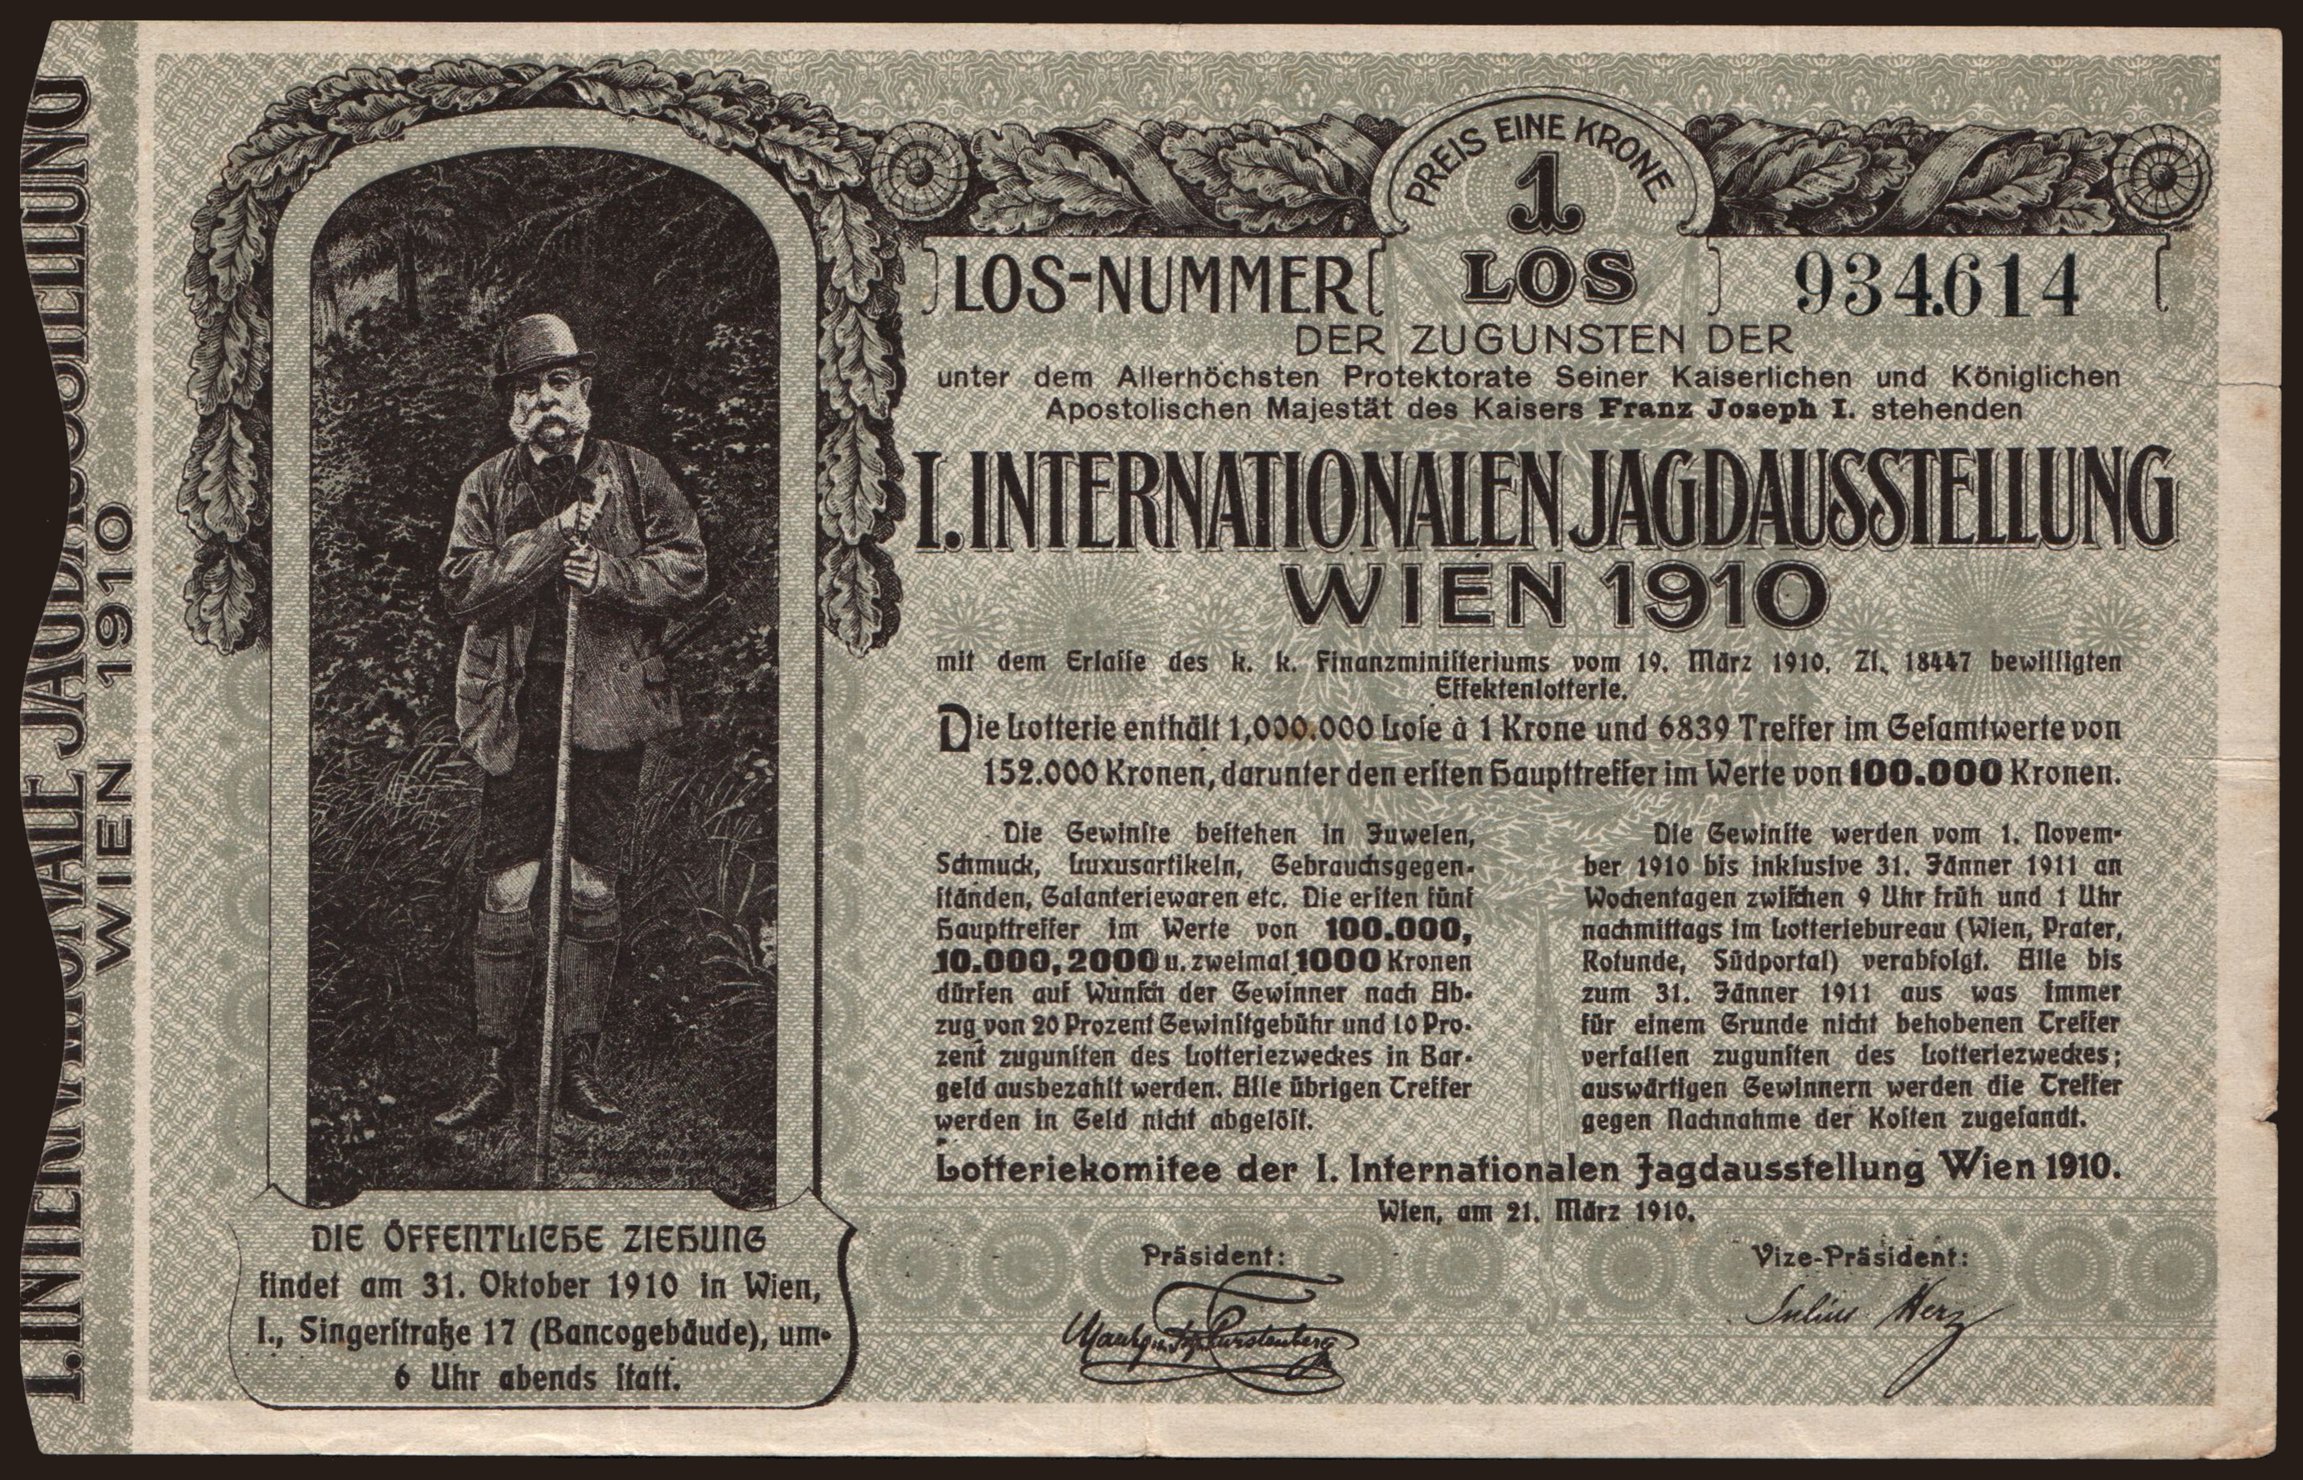 I. INTERNATIONALE JAGDAUSSTELLUNG
WIEN 1910
PREIS EINE KRONE
1
LOS-NUMMER
LOS
934.614
DER ZUGUNSTEN DER
unter dem Allerhöchsten Protektorate Seiner Kaiserlichen und Königlichen
Apostolischen Majestät des Kaisers Franz Joseph I. stehenden
I. INTERNATIONALEN JAGDAUSSTELLUNG
WIEN 1910
mit dem Erlaſſe des k. k. Finanzminiſteriums vom 19. März 1910, Zl. 18447 bewilligten
Effektenlotterie.
Die Lotterie enthält 1,000.000 Loſe à 1 Krone und 6839 Treffer im Geſamtwerte von
152.000 Kronen, darunter den erſten Haupttreffer im Werte von 100.000 Kronen.
Die Gewinſte beſtehen in Juwelen,
Schmuck, Luxusartikeln, Gebrauchsgegen-
ſtänden, Galanteriewaren etc. Die erſten fünf
Haupttreffer im Werte von 100.000,
10.000, 2000 u. zweimal 1000 Kronen
dürfen auf Wunſch der Gewinner nach Ab-
zug von 20 Prozent Gewinſtgebühr und 10 Pro-
zent zugunſten des Lotteriezweckes in Bar-
geld ausbezahlt werden. Alle übrigen Treffer
werden in Geld nicht abgelöſt.
Die Gewinſte werden vom 1. Novem-
ber 1910 bis inklusive 31. Jänner 1911 an
Wochentagen zwiſchen 9 Uhr früh und 1 Uhr
nachmittags im Lotteriebureau (Wien, Prater,
Rotunde, Südportal) verabfolgt. Alle bis
zum 31. Jänner 1911 aus was immer
für einem Grunde nicht behobenen Treffer
verfallen zugunſten des Lotteriezweckes;
auswärtigen Gewinnern werden die Treffer
gegen Nachnahme der Koſten zugeſandt.
Lotteriekomitee der I. Internationalen Jagdausstellung Wien 1910.
Wien, am 21. März 1910.
Präsident:
Vize-Präsident:
Julius Herz
DIE ÖFFENTLICHE ZIEHUNG
findet am 31. Oktober 1910 in Wien,
I., Singerſtraße 17 (Bancogebäude), um
6 Uhr abends ſtatt.